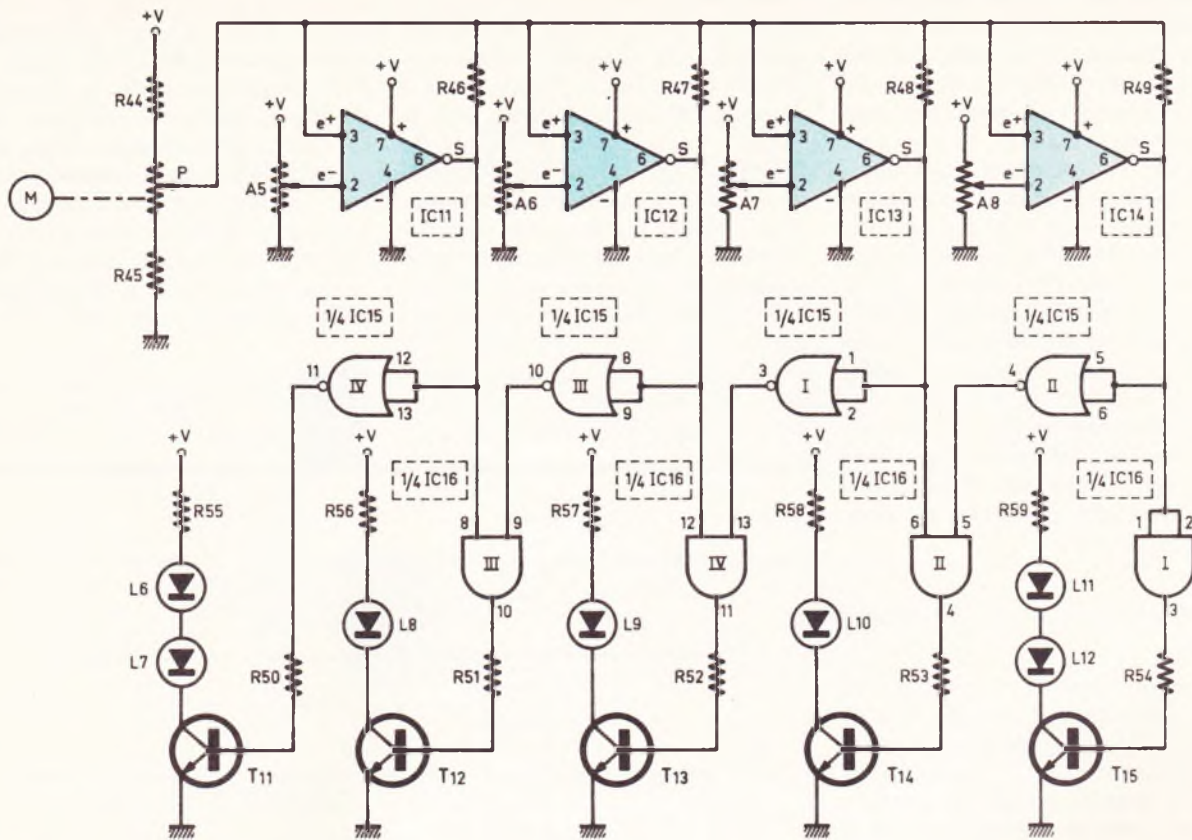 +V
R44 +V R46 +V R47 +V R48 +V R49
+V e+ 3 7 + +V e+ 3 7 + +V e+ 3 7 + +V e+ 3 7 +
P S S S S
M 6 6 6 6
e- 2 4 e- 2 4 e- 2 4 e- 2 4
A5 - A6 - A7 - A8 -
IC11 IC12 IC13 IC14
R45
1/4 IC15 1/4 IC15 1/4 IC15 1/4 IC15
11 IV 12 13 10 III 8 9 3 I 1 2 4 II 5 6
+V +V +V +V +V
1/4 IC16 1/4 IC16 1/4 IC16 1/4 IC16
R55 R56 R57 R58 R59
8 9 12 13 6 5 1 2
III IV II I
L6 10 11 4 L11 3
L8 L9 L10
L7 L12
R50 R51 R52 R53 R54
T11 T12 T13 T14 T15